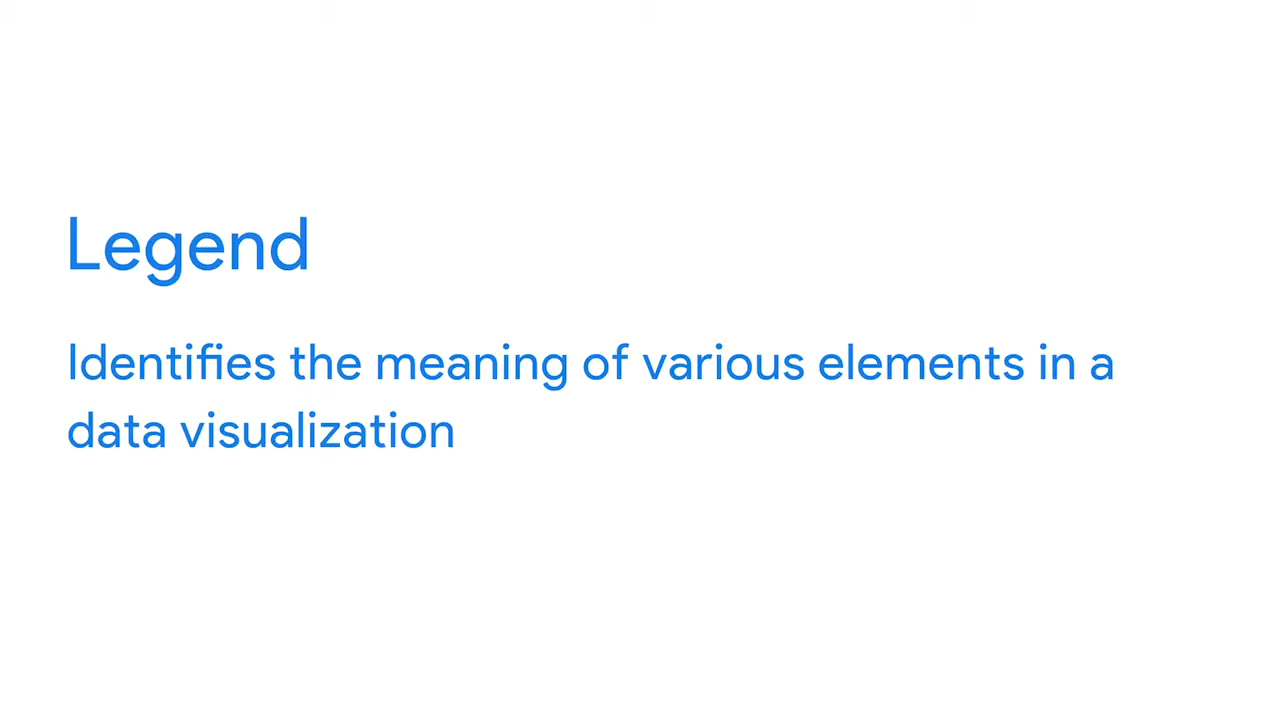 Legend
Identifies the meaning of various elements in a
data visualization